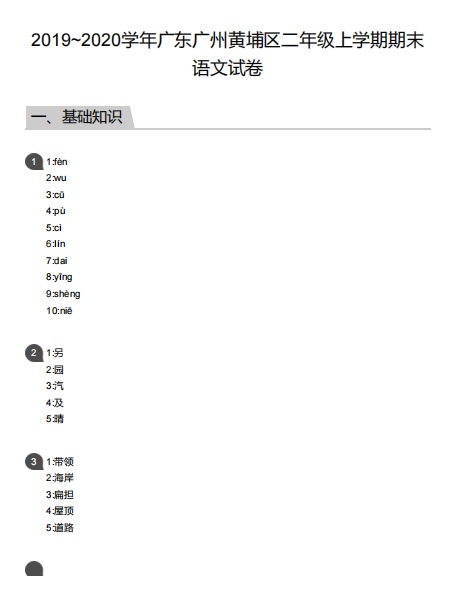 2019~2020学年广东广州黄埔区二年级上学期期末
语文试卷
一、基础知识
1 1:fèn
2:wu
3:cū
4:pù
5:cì
6:lín
7:dai
8:yīng
9:shèng
10:niē
2 1:另
2:园
3:汽
4:及
5:晴
3 1:带领
2:海岸
3:扁担
4:屋顶
5:道路